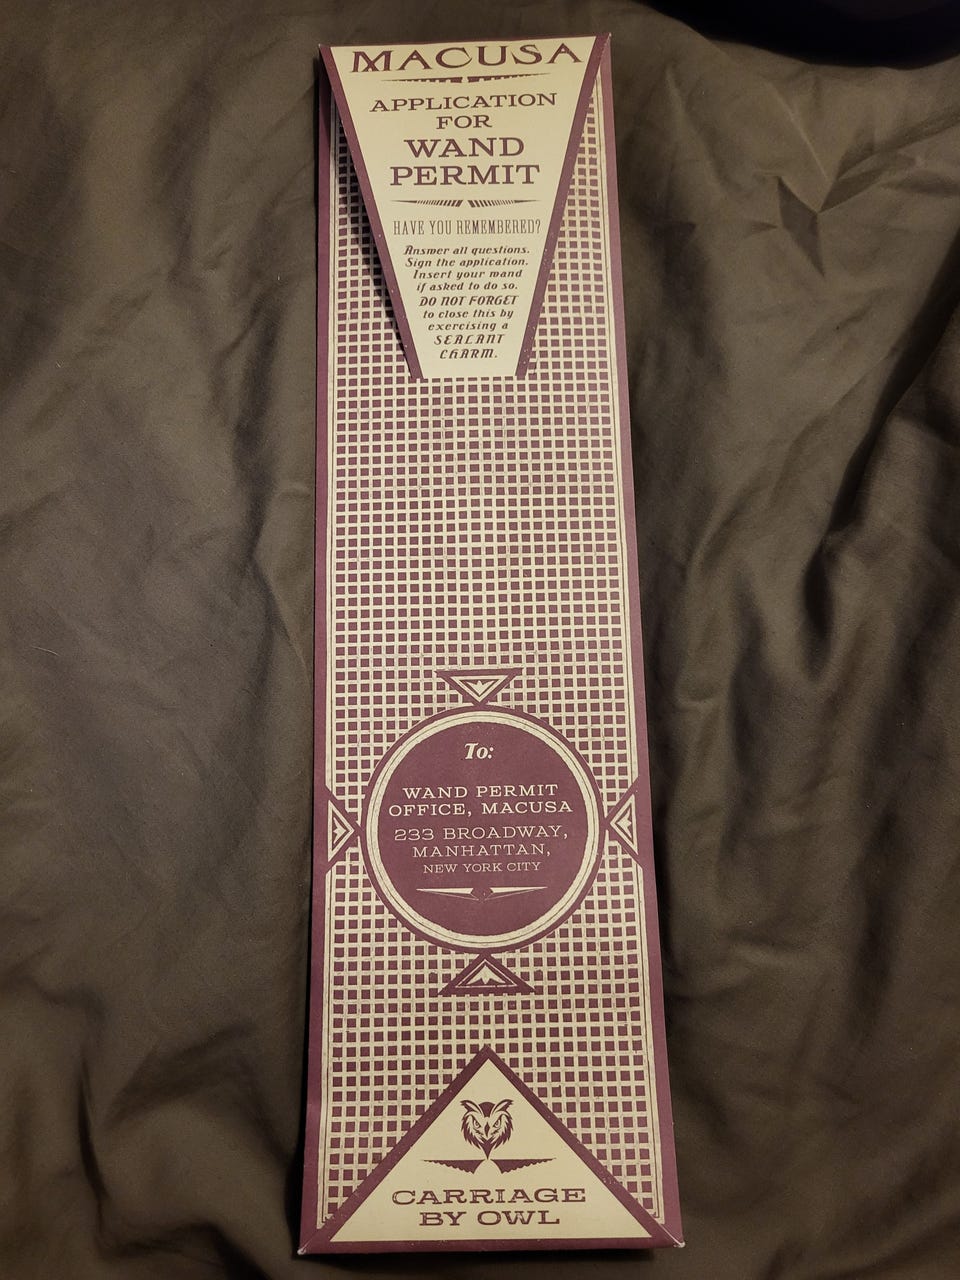 MACUSA
APPLICATION
FOR
WAND
PERMIT
HAVE YOU REMEMBERED?
Answer all questions.
Sign the application.
Insert your wand
if asked to do so.
DO NOT FORGET
to close this by
exercising a
SEALANT
CHARM.
To:
WAND PERMIT
OFFICE, MACUSA
233 BROADWAY,
MANHATTAN,
NEW YORK CITY
CARRIAGE
BY OWL